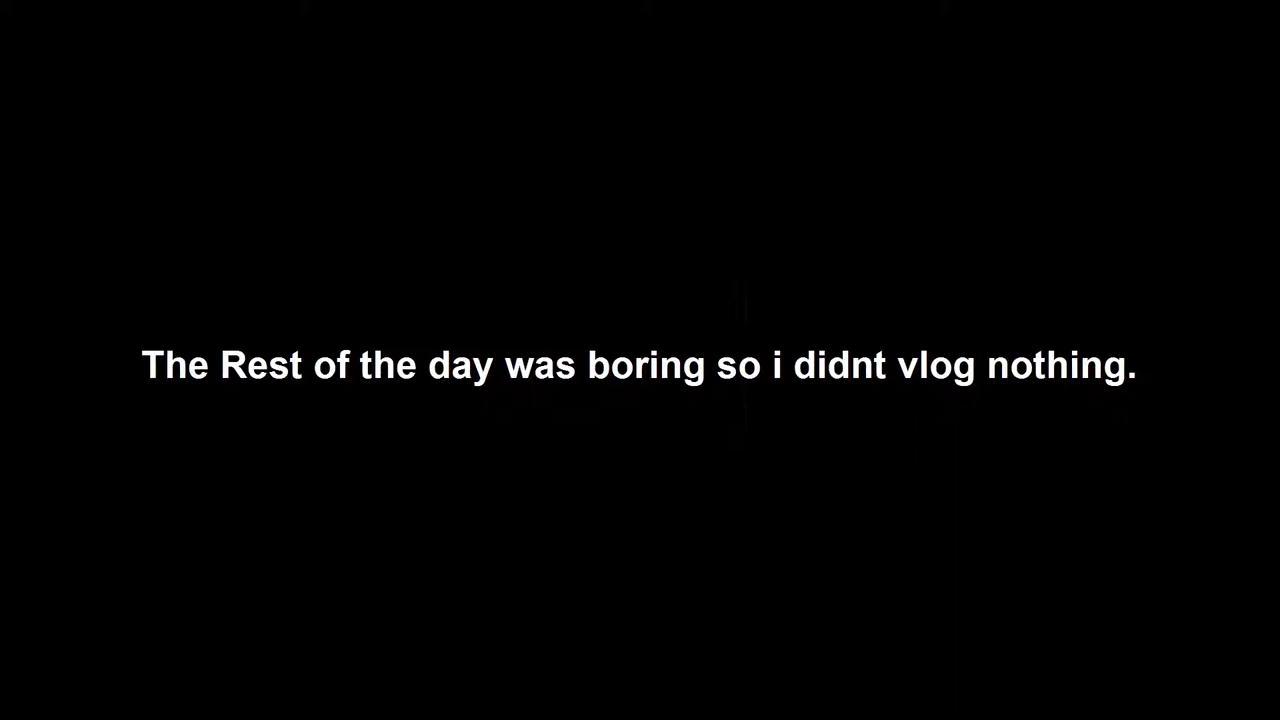 The Rest of the day was boring so i didnt vlog nothing.